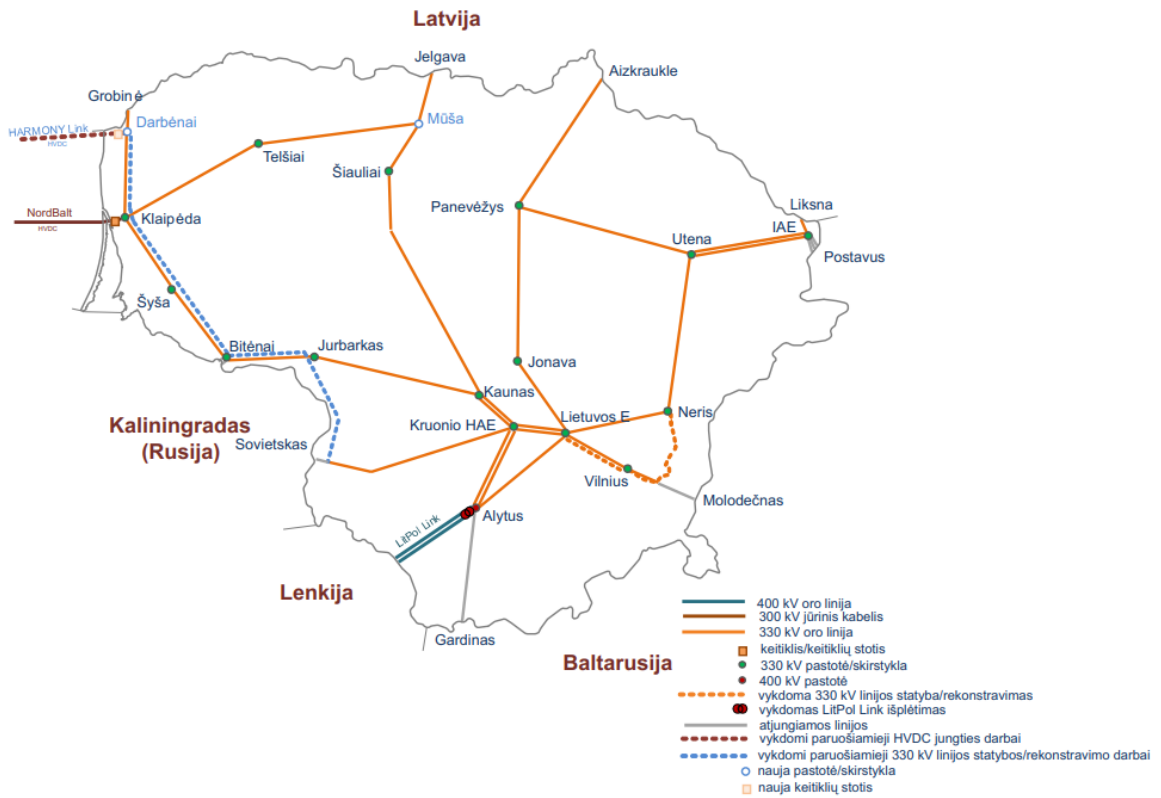 Latvija
Jelgava
Aizkraukle
Grobinė
HARMONY Link
HVDC
Darbėnai
Mūša
Telšiai
Šiauliai
Panevėžys
Liksna
IAE
NordBalt
HVDC
Klaipėda
Utena
Postavus
Šyša
Bitėnai
Jurbarkas
Jonava
Kaunas
Kaliningradas
(Rusija)
Kruonio HAE
Lietuvos E
Neris
Sovietskas
Vilnius
Molodečnas
LitPol Link
Alytus
Lenkija
Gardinas
Baltarusija
400 kV oro linija
300 kV jūrinis kabelis
330 kV oro linija
keitiklis/keitiklių stotis
330 kV pastotė/skirstykla
400 kV pastotė
vykdoma 330 kV linijos statyba/rekonstravimas
vykdomas LitPol Link išplėtimas
atjungiamos linijos
vykdomi paruošiamieji HVDC jungties darbai
vykdomi paruošiamieji 330 kV linijos statybos/rekonstravimo darbai
nauja pastotė/skirstykla
nauja keitiklių stotis